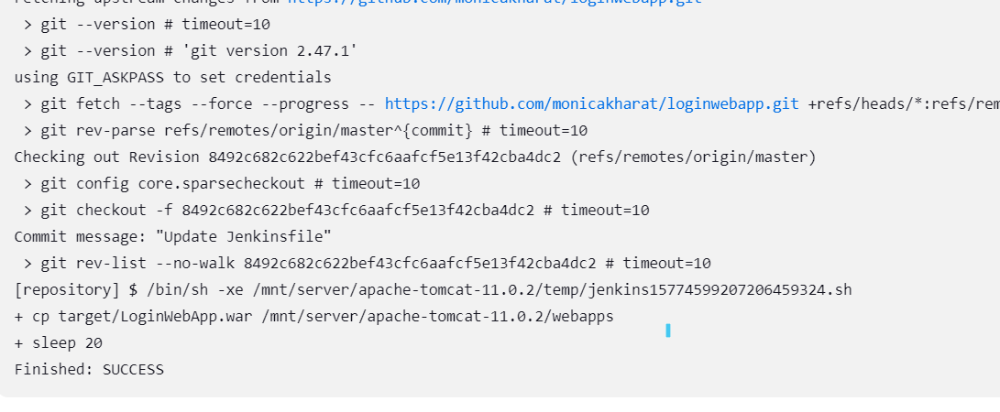 Fetching upstream changes from https://github.com/monicakharat/loginwebapp.git
> git --version # timeout=10
> git --version # 'git version 2.47.1'
using GIT_ASKPASS to set credentials
> git fetch --tags --force --progress -- https://github.com/monicakharat/loginwebapp.git +refs/heads/*:refs/rem
> git rev-parse refs/remotes/origin/master^{commit} # timeout=10
Checking out Revision 8492c682c622bef43cfc6aafcf5e13f42cba4dc2 (refs/remotes/origin/master)
> git config core.sparsecheckout # timeout=10
> git checkout -f 8492c682c622bef43cfc6aafcf5e13f42cba4dc2 # timeout=10
Commit message: "Update Jenkinsfile"
> git rev-list --no-walk 8492c682c622bef43cfc6aafcf5e13f42cba4dc2 # timeout=10
[repository] $ /bin/sh -xe /mnt/server/apache-tomcat-11.0.2/temp/jenkins15774599207206459324.sh
+ cp target/LoginWebApp.war /mnt/server/apache-tomcat-11.0.2/webapps
+ sleep 20
Finished: SUCCESS